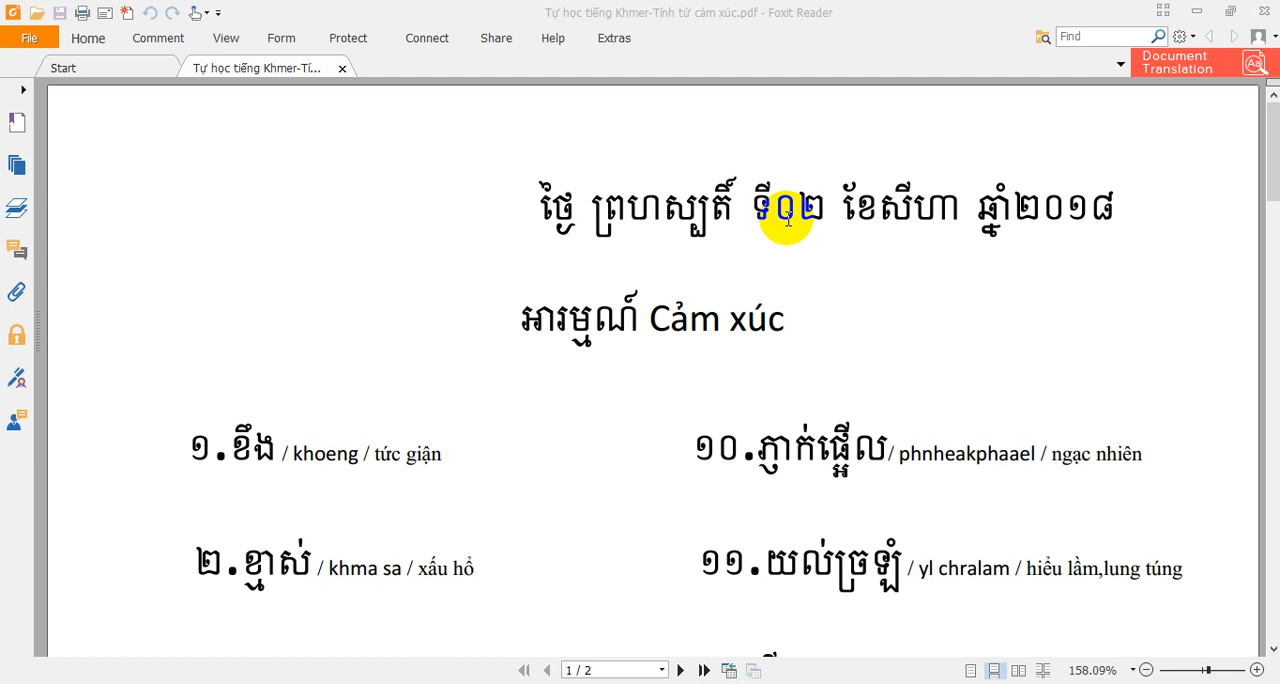 Tự học tiếng Khmer-Tính từ cảm xúc.pdf - Foxit Reader
File Home Comment View Form Protect Connect Share Help Extras
Find
Start
Tự học tiếng Khmer-Tí...
Document Translation
ថ្ងៃ ព្រហស្បតិ៍ ទី០២ ខែសីហា ឆ្នាំ២០១៨
អារម្មណ៍ Cảm xúc
១.ខឹង / khoeng / tức giận
១០.ភ្ញាក់ផ្អើល/ phnheakphaael / ngạc nhiên
២.ខ្មាស់ / khma sa / xấu hổ
១១.យល់ច្រឡំ / yl chralam / hiểu lầm,lung túng
1 / 2
158.09%